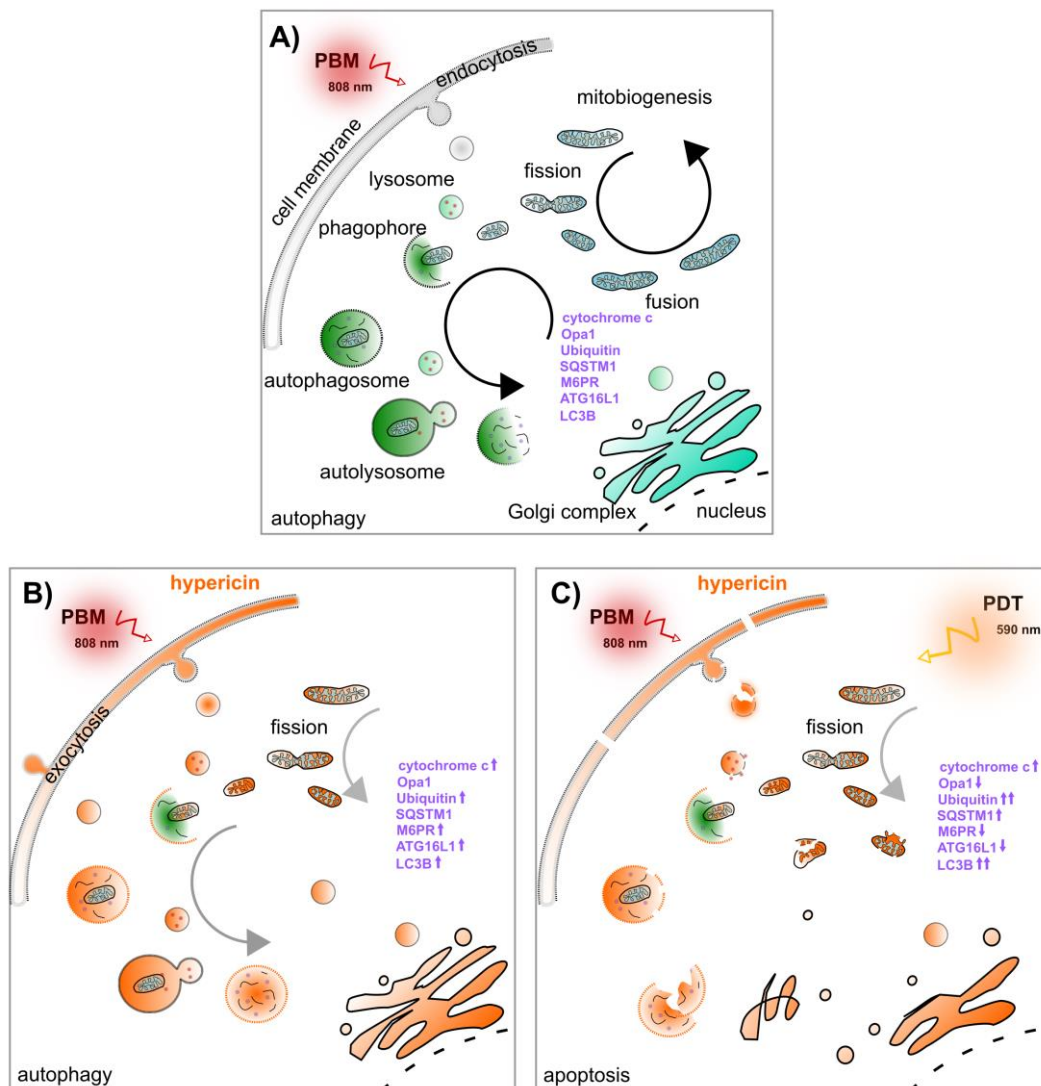 A)
PBM
808 nm
endocytosis
cell membrane
mitobiogenesis
lysosome
fission
phagophore
fusion
cytochrome c
Opa1
Ubiquitin
SQSTM1
M6PR
ATG16L1
LC3B
autophagosome
autolysosome
Golgi complex
nucleus
autophagy
B)
hypericin
PBM
808 nm
exocytosis
fission
cytochrome c↑
Opa1
Ubiquitin↑
SQSTM1
M6PR↑
ATG16L1↑
LC3B↑
autophagy
C)
hypericin
PBM
808 nm
PDT
590 nm
fission
cytochrome c↑
Opa1↓
Ubiquitin↑↑
SQSTM1↑
M6PR↓
ATG16L1↓
LC3B↑↑
apoptosis